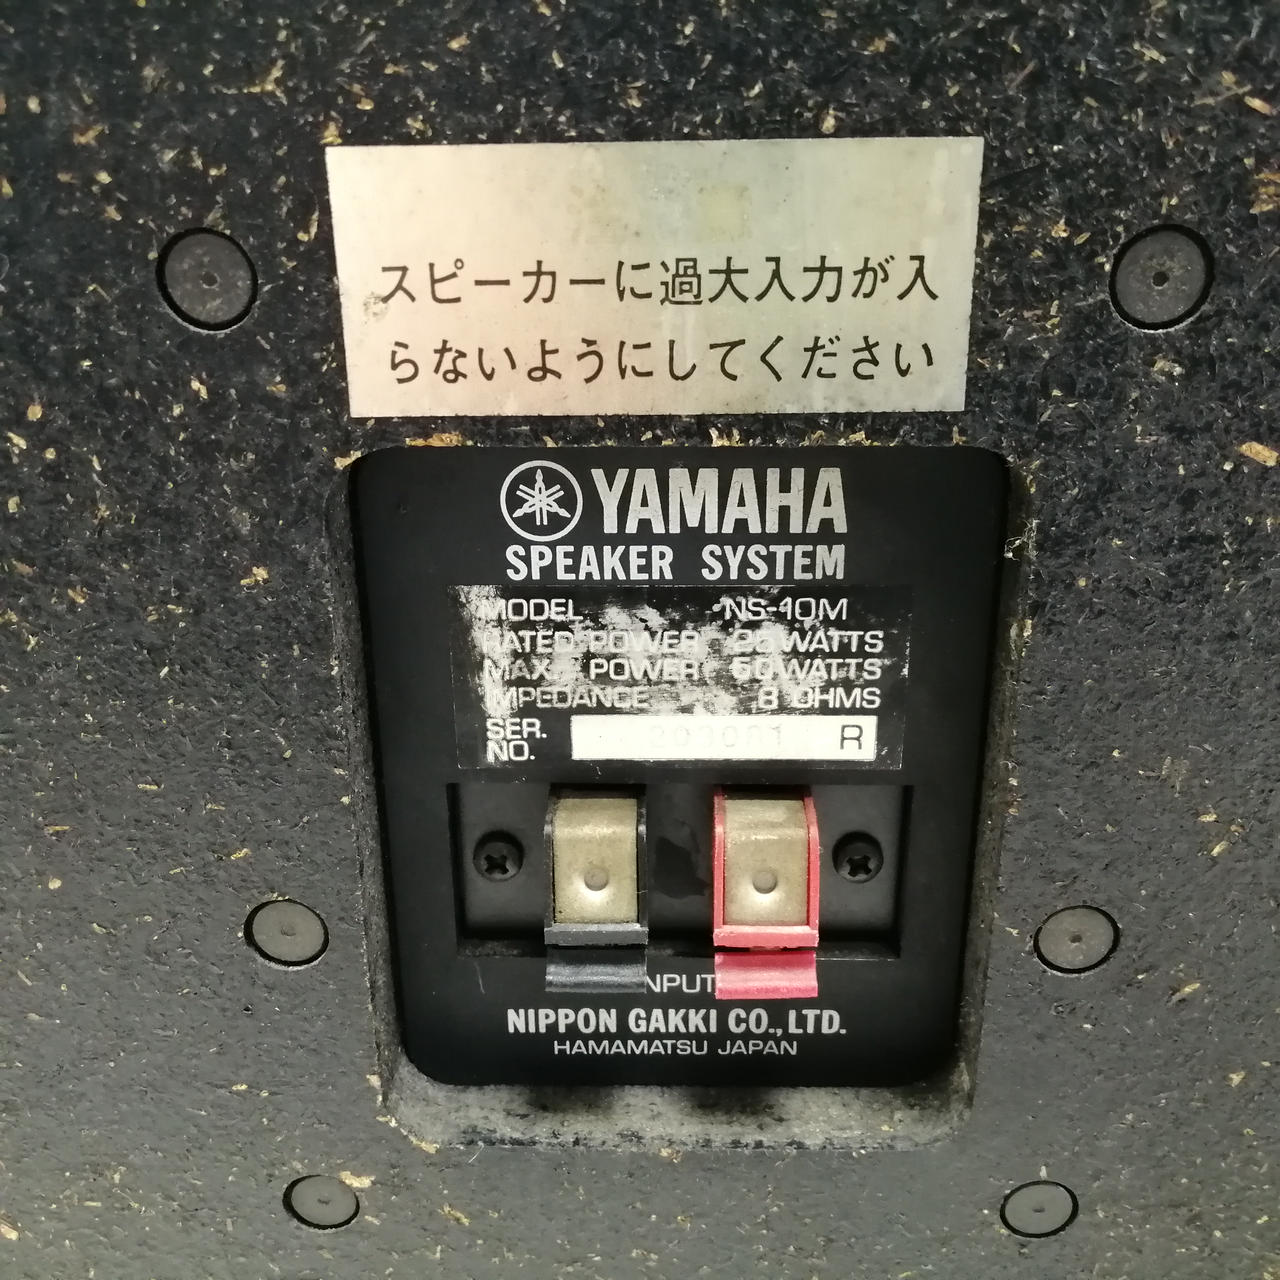 スピーカーに過大入力が入
らないようにしてください
YAMAHA
SPEAKER SYSTEM
MODEL NS-10M
RATED POWER 25 WATTS
MAX. POWER 50 WATTS
IMPEDANCE 8 OHMS
SER. NO. R
INPUT
NIPPON GAKKI CO., LTD.
HAMAMATSU JAPAN